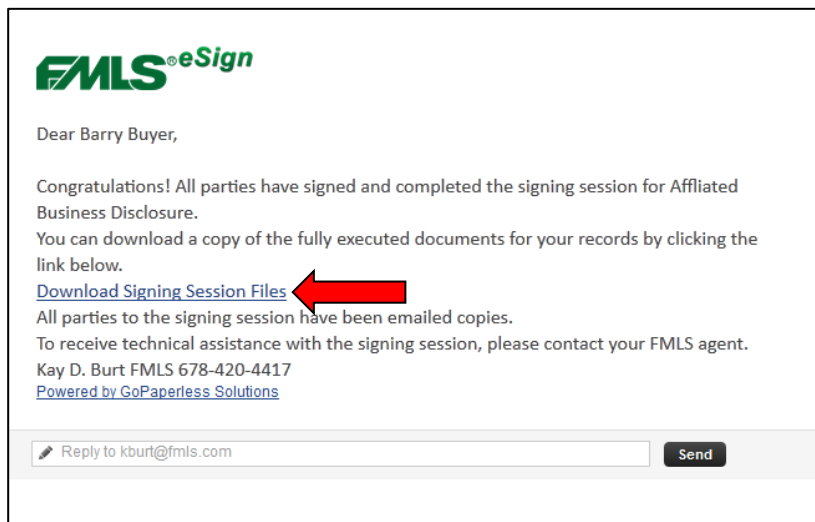 FMLS®eSign
Dear Barry Buyer,
Congratulations! All parties have signed and completed the signing session for Affliated
Business Disclosure.
You can download a copy of the fully executed documents for your records by clicking the
link below.
Download Signing Session Files
All parties to the signing session have been emailed copies.
To receive technical assistance with the signing session, please contact your FMLS agent.
Kay D. Burt FMLS 678-420-4417
Powered by GoPaperless Solutions
Reply to kburt@fmls.com
Send